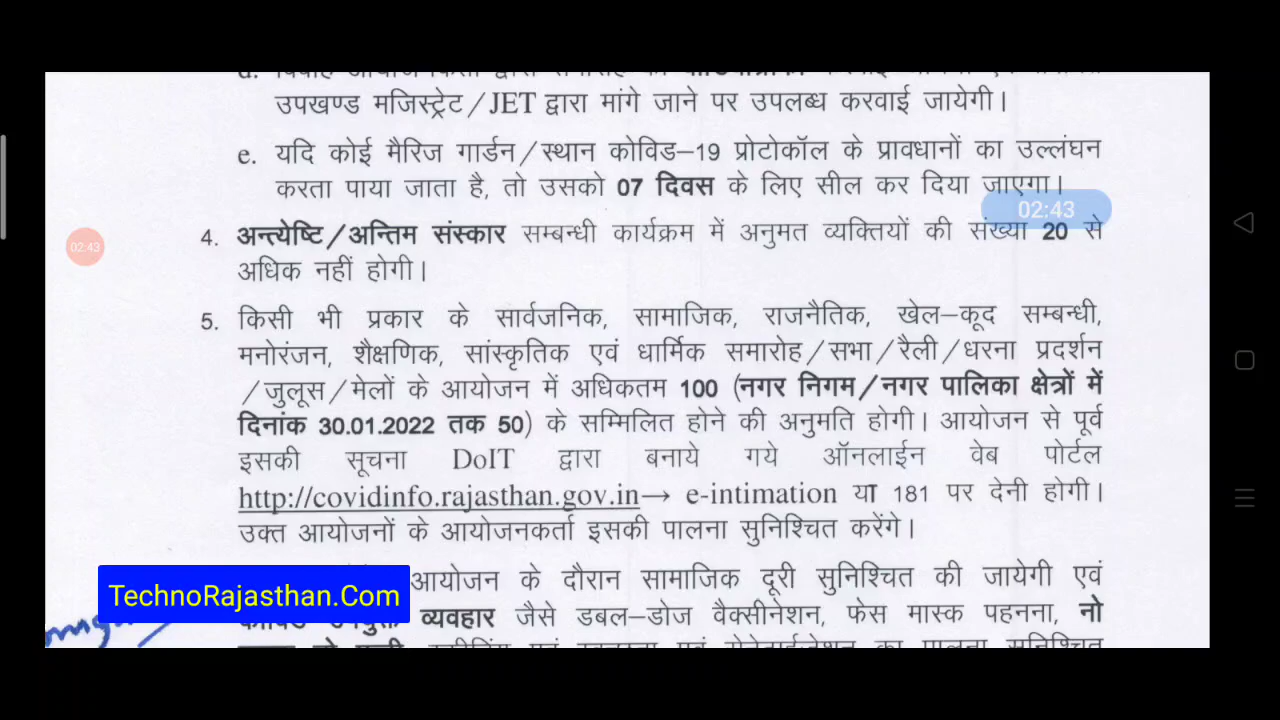 उपखण्ड मजिस्ट्रेट/JET द्वारा मांगे जाने पर उपलब्ध करवाई जायेगी।
e. यदि कोई मैरिज गार्डन/स्थान कोविड–19 प्रोटोकॉल के प्रावधानों का उल्लंघन
करता पाया जाता है, तो उसको 07 दिवस के लिए सील कर दिया जाएगा।
02:43
02:43
4. अन्त्येष्टि/अन्तिम संस्कार सम्बन्धी कार्यक्रम में अनुमत व्यक्तियों की संख्या 20 से
अधिक नहीं होगी।
5. किसी भी प्रकार के सार्वजनिक, सामाजिक, राजनैतिक, खेल–कूद सम्बन्धी,
मनोरंजन, शैक्षणिक, सांस्कृतिक एवं धार्मिक समारोह/सभा/रैली/धरना प्रदर्शन
/जुलूस/मेलों के आयोजन में अधिकतम 100 (नगर निगम/नगर पालिका क्षेत्रों में
दिनांक 30.01.2022 तक 50) के सम्मिलित होने की अनुमति होगी। आयोजन से पूर्व
इसकी सूचना DoIT द्वारा बनाये गये ऑनलाईन वेब पोर्टल
http://covidinfo.rajasthan.gov.in→ e-intimation या 181 पर देनी होगी।
उक्त आयोजनों के आयोजनकर्ता इसकी पालना सुनिश्चित करेंगे।
आयोजन के दौरान सामाजिक दूरी सुनिश्चित की जायेगी एवं
TechnoRajasthan.Com
व्यवहार जैसे डबल–डोज वैक्सीनेशन, फेस मास्क पहनना, नो